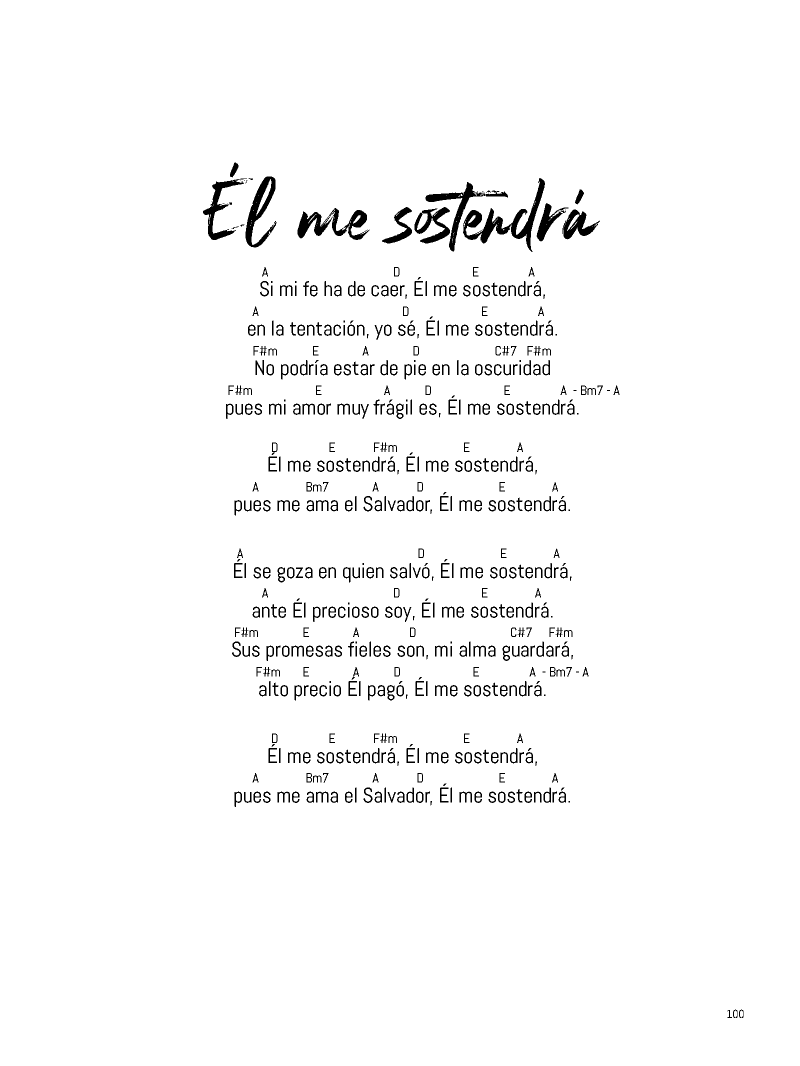 Él me sostendrá
A D E A
Si mi fe ha de caer, Él me sostendrá,
A D E A
en la tentación, yo sé, Él me sostendrá.
F#m E A D C#7 F#m
No podría estar de pie en la oscuridad
F#m E A D E A - Bm7 - A
pues mi amor muy frágil es, Él me sostendrá.
D E F#m E A
Él me sostendrá, Él me sostendrá,
A Bm7 A D E A
pues me ama el Salvador, Él me sostendrá.
A D E A
Él se goza en quien salvó, Él me sostendrá,
A D E A
ante Él precioso soy, Él me sostendrá.
F#m E A D C#7 F#m
Sus promesas fieles son, mi alma guardará,
F#m E A D E A - Bm7 - A
alto precio Él pagó, Él me sostendrá.
D E F#m E A
Él me sostendrá, Él me sostendrá,
A Bm7 A D E A
pues me ama el Salvador, Él me sostendrá.
100